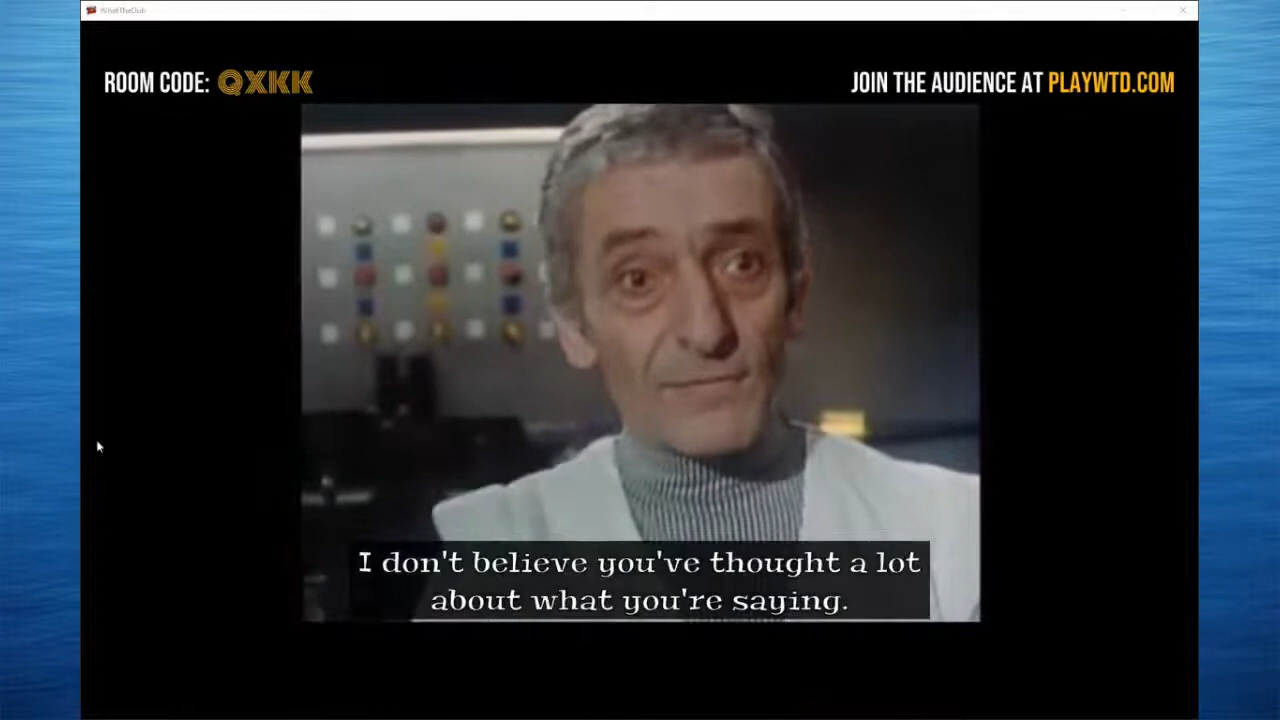 WhatTheDub
ROOM CODE: QXKK
JOIN THE AUDIENCE AT PLAYWTD.COM
I don't believe you've thought a lot
about what you're saying.